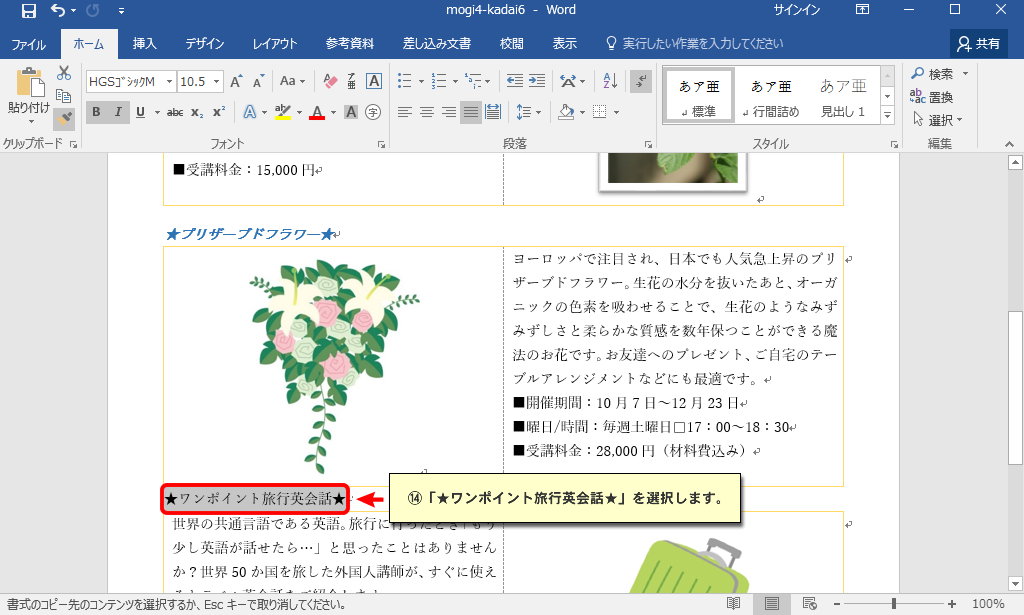 mogi4-kadai6 - Word
サインイン
ファイル ホーム 挿入 デザイン レイアウト 参考資料 差し込み文書 校閲 表示 実行したい作業を入力してください 共有
貼り付け
HGSｺﾞｼｯｸM 10.5
あア亜 あア亜 あア亜
↲標準 ↲行間詰め 見出し 1
検索
置換
選択
クリップボード フォント 段落 スタイル 編集
■受講料金：15,000 円↲
★プリザーブドフラワー★↲
ヨーロッパで注目され、日本でも人気急上昇のプリ
ザーブドフラワー。生花の水分を抜いたあと、オーガ
ニックの色素を吸わせることで、生花のようなみず
みずしさと柔らかな質感を数年保つことができる魔
法のお花です。お友達へのプレゼント、ご自宅のテー
ブルアレンジメントなどにも最適です。↲
■開催期間：10 月 7 日～12 月 23 日↲
■曜日/時間：毎週土曜日□17：00～18：30↲
■受講料金：28,000 円（材料費込み）↲
★ワンポイント旅行英会話★
⑭「★ワンポイント旅行英会話★」を選択します。
世界の共通言語である英語。旅行に行ったとき「もう
少し英語が話せたら…」と思ったことはありません
か？世界 50 か国を旅した外国人講師が、すぐに使え
書式のコピー先のコンテンツを選択するか、Esc キーで取り消してください。
100%